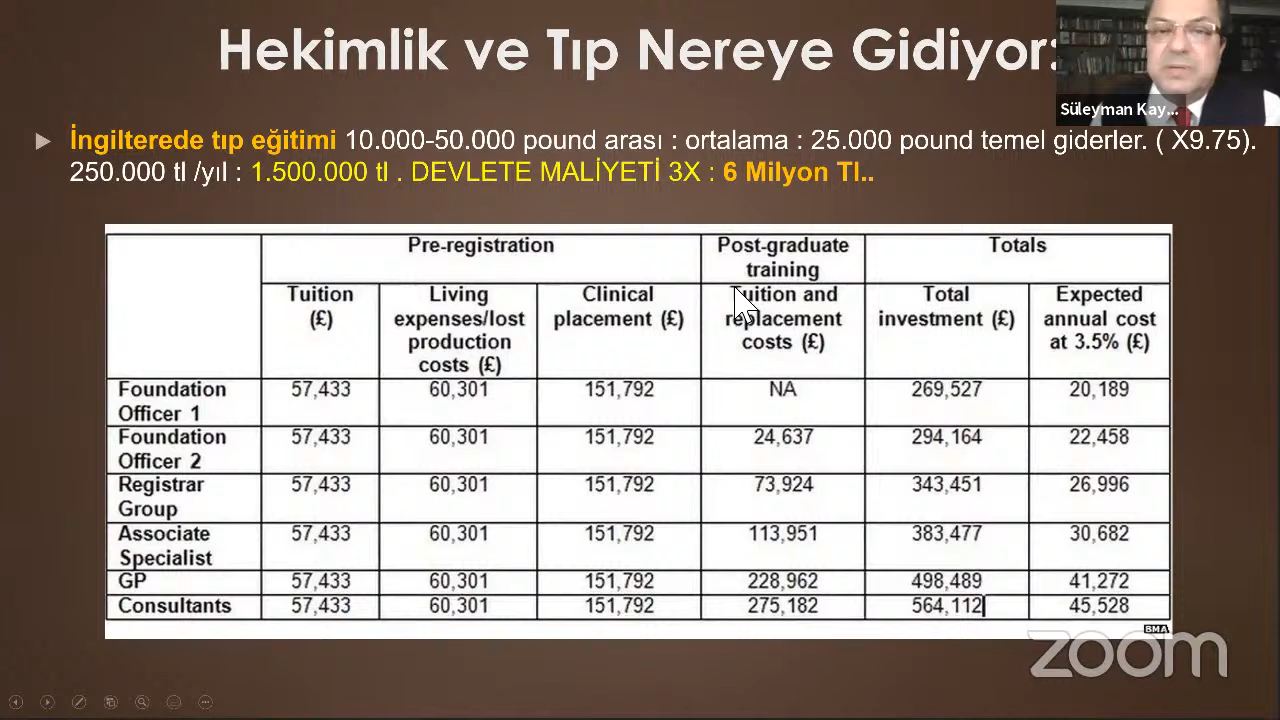 Hekimlik ve Tıp Nereye Gidiyor:
Süleyman Kay...
İngilterede tıp eğitimi 10.000-50.000 pound arası : ortalama : 25.000 pound temel giderler. ( X9.75).
250.000 tl /yıl : 1.500.000 tl . DEVLETE MALİYETİ 3X : 6 Milyon Tl..
Pre-registration Post-graduate training Totals
Tuition (£) Living expenses/lost production costs (£) Clinical placement (£) Tuition and replacement costs (£) Total investment (£) Expected annual cost at 3.5% (£)
Foundation Officer 1 57,433 60,301 151,792 NA 269,527 20,189
Foundation Officer 2 57,433 60,301 151,792 24,637 294,164 22,458
Registrar Group 57,433 60,301 151,792 73,924 343,451 26,996
Associate Specialist 57,433 60,301 151,792 113,951 383,477 30,682
GP 57,433 60,301 151,792 228,962 498,489 41,272
Consultants 57,433 60,301 151,792 275,182 564,112 45,528
BMA
zoom